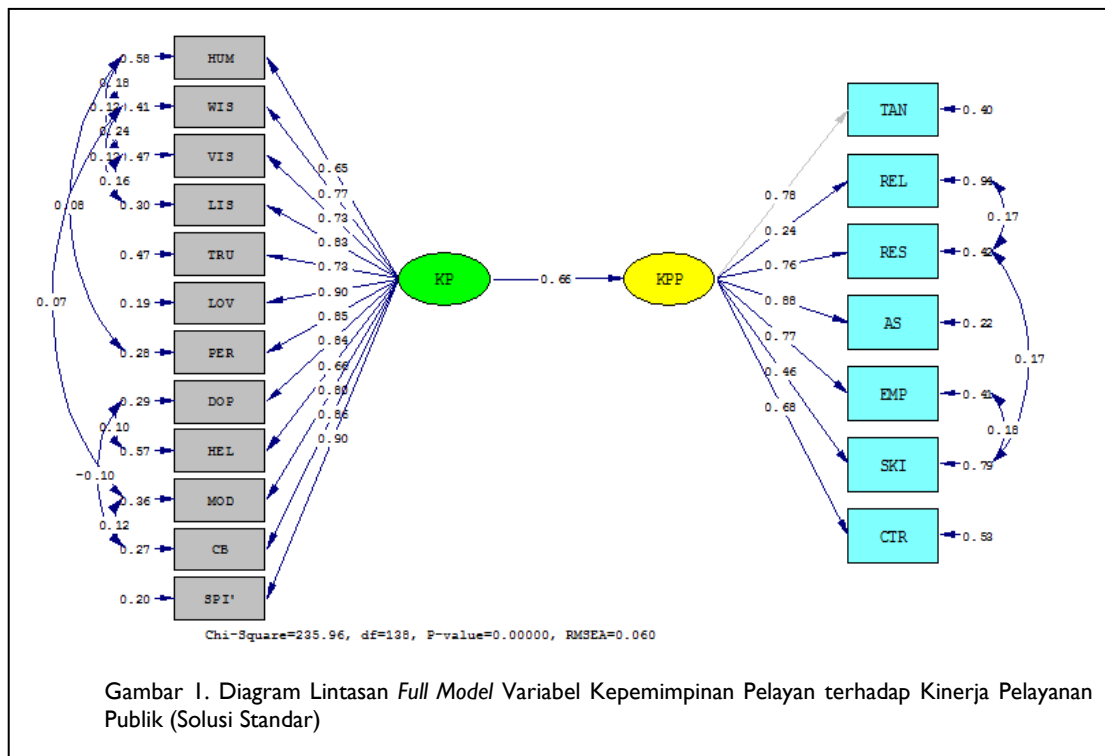 0.58 HUM
0.18
0.41 WIS
0.24
0.47 VIS
0.16
0.30 LIS
0.47 TRU
0.08
0.07
0.19 LOV
0.28 PER
0.29 DOP
0.10
0.57 HEL
-0.10
0.36 MOD
0.12
0.27 CB
0.20 SPI'
0.65
0.77
0.73
0.83
0.73
0.90
0.85
0.84
0.66
0.80
0.86
0.90
KP
0.66
KPP
0.78
0.24
0.76
0.88
0.77
0.46
0.68
TAN 0.40
REL
0.17
RES 0.42
AS 0.22
0.17
EMP 0.41
0.18
SKI 0.79
CTR 0.53
Chi-Square=235.96, df=138, P-value=0.00000, RMSEA=0.060
Gambar 1. Diagram Lintasan Full Model Variabel Kepemimpinan Pelayan terhadap Kinerja Pelayanan
Publik (Solusi Standar)